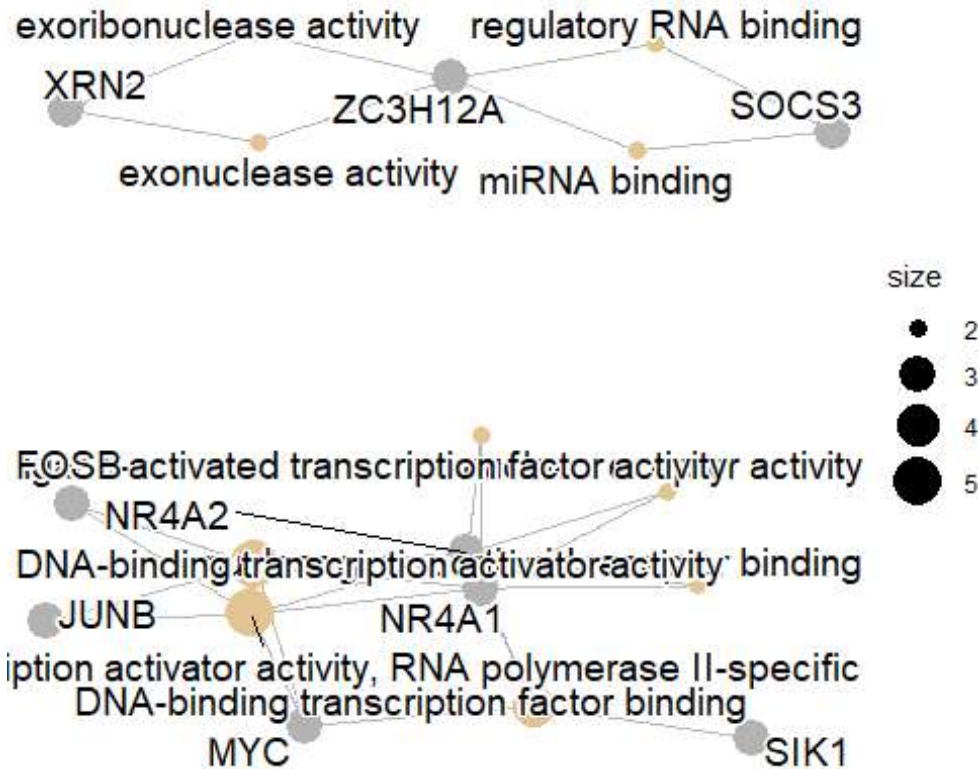 exoribonuclease activity
regulatory RNA binding
XRN2
ZC3H12A
SOCS3
exonuclease activity
miRNA binding
size
2
3
4
5
FOSB
activated transcription factor activity
activity
NR4A2
DNA-binding transcription activator activity
binding
JUNB
NR4A1
iption activator activity, RNA polymerase II-specific
DNA-binding transcription factor binding
MYC
SIK1